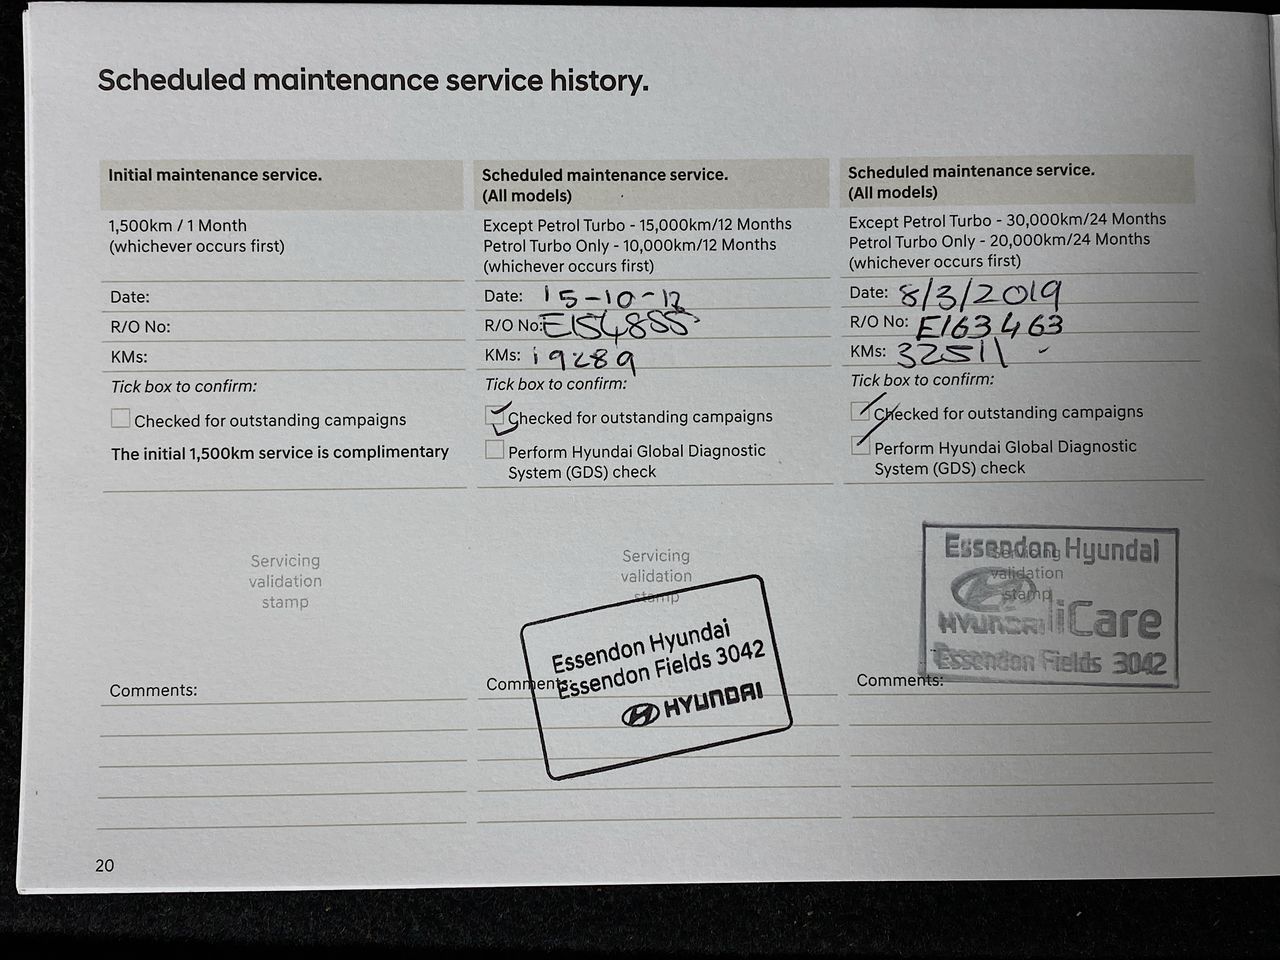 Scheduled maintenance service history.
Initial maintenance service.
1,500km / 1 Month
(whichever occurs first)
Date:
R/O No:
KMs:
Tick box to confirm:
Checked for outstanding campaigns
The initial 1,500km service is complimentary
Servicing
validation
stamp
Comments:
Scheduled maintenance service.
(All models)
Except Petrol Turbo - 15,000km/12 Months
Petrol Turbo Only - 10,000km/12 Months
(whichever occurs first)
Date: 15-10-
R/O No: E154855
KMs: 19289
Tick box to confirm:
Checked for outstanding campaigns
Perform Hyundai Global Diagnostic
System (GDS) check
Servicing
validation
stamp
Essendon Hyundai
Essendon Fields 3042
HYUNDAI
Comments:
Scheduled maintenance service.
(All models)
Except Petrol Turbo - 30,000km/24 Months
Petrol Turbo Only - 20,000km/24 Months
(whichever occurs first)
Date: 8/3/2019
R/O No: E163463
KMs: 32511
Tick box to confirm:
Checked for outstanding campaigns
Perform Hyundai Global Diagnostic
System (GDS) check
Servicing
validation
stamp
Essendon Hyundai
HYUNDAI iCare
Essendon Fields 3042
Comments:
20